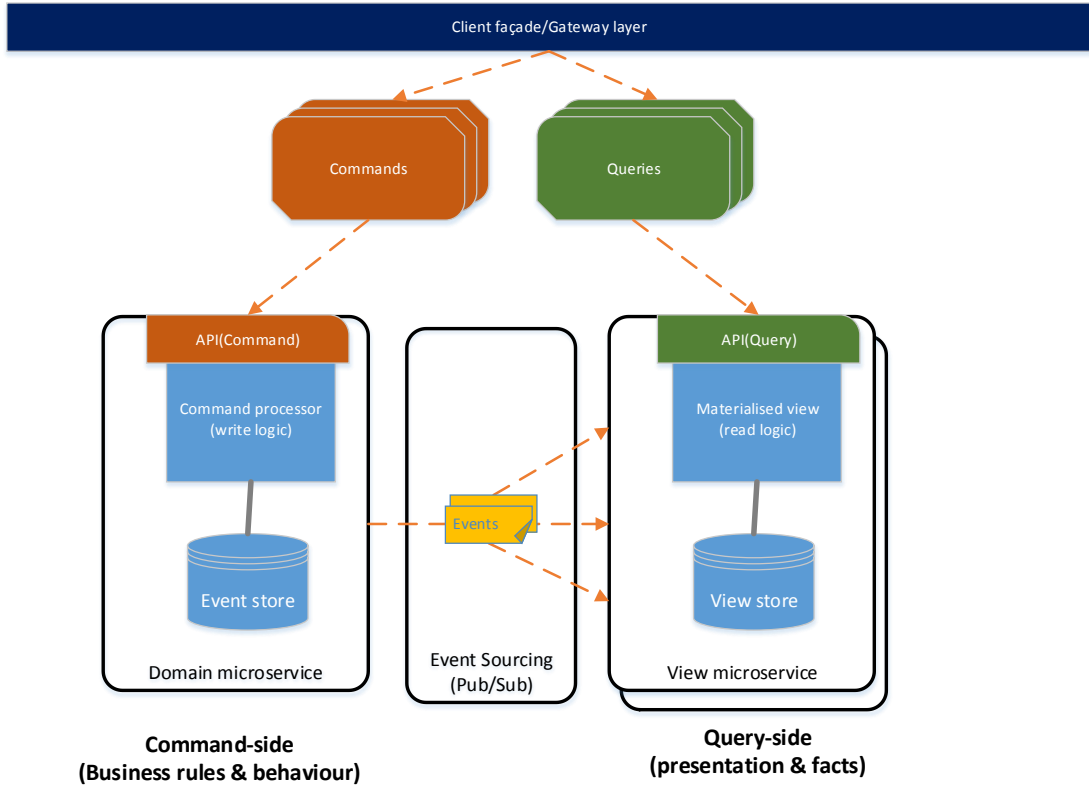 Client façade/Gateway layer
Commands
Queries
API(Command)
API(Query)
Command processor
(write logic)
Materialised view
(read logic)
Events
Event store
View store
Domain microservice
Event Sourcing
(Pub/Sub)
View microservice
Command-side
(Business rules & behaviour)
Query-side
(presentation & facts)